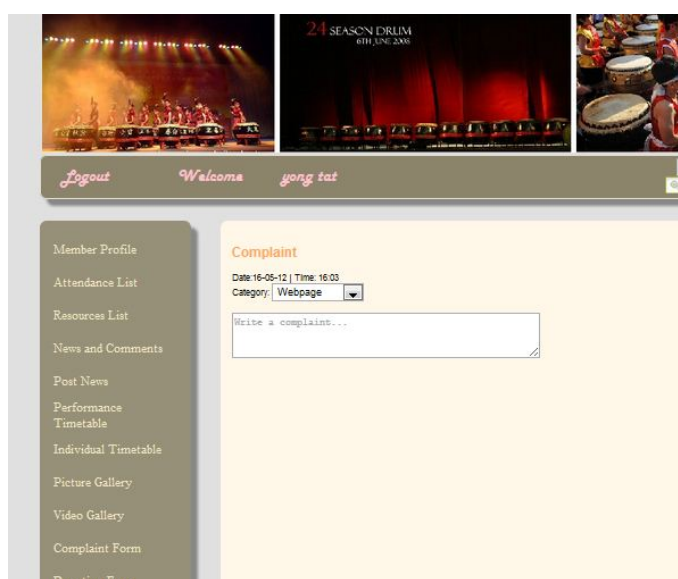 24 SEASON DRUM
6TH JUNE 2008
Logout Welcome yong tat
Member Profile
Attendance List
Resources List
News and Comments
Post News
Performance
Timetable
Individual Timetable
Picture Gallery
Video Gallery
Complaint Form
Complaint
Date:16-05-12 | Time: 16:03
Category: Webpage
Write a complaint...